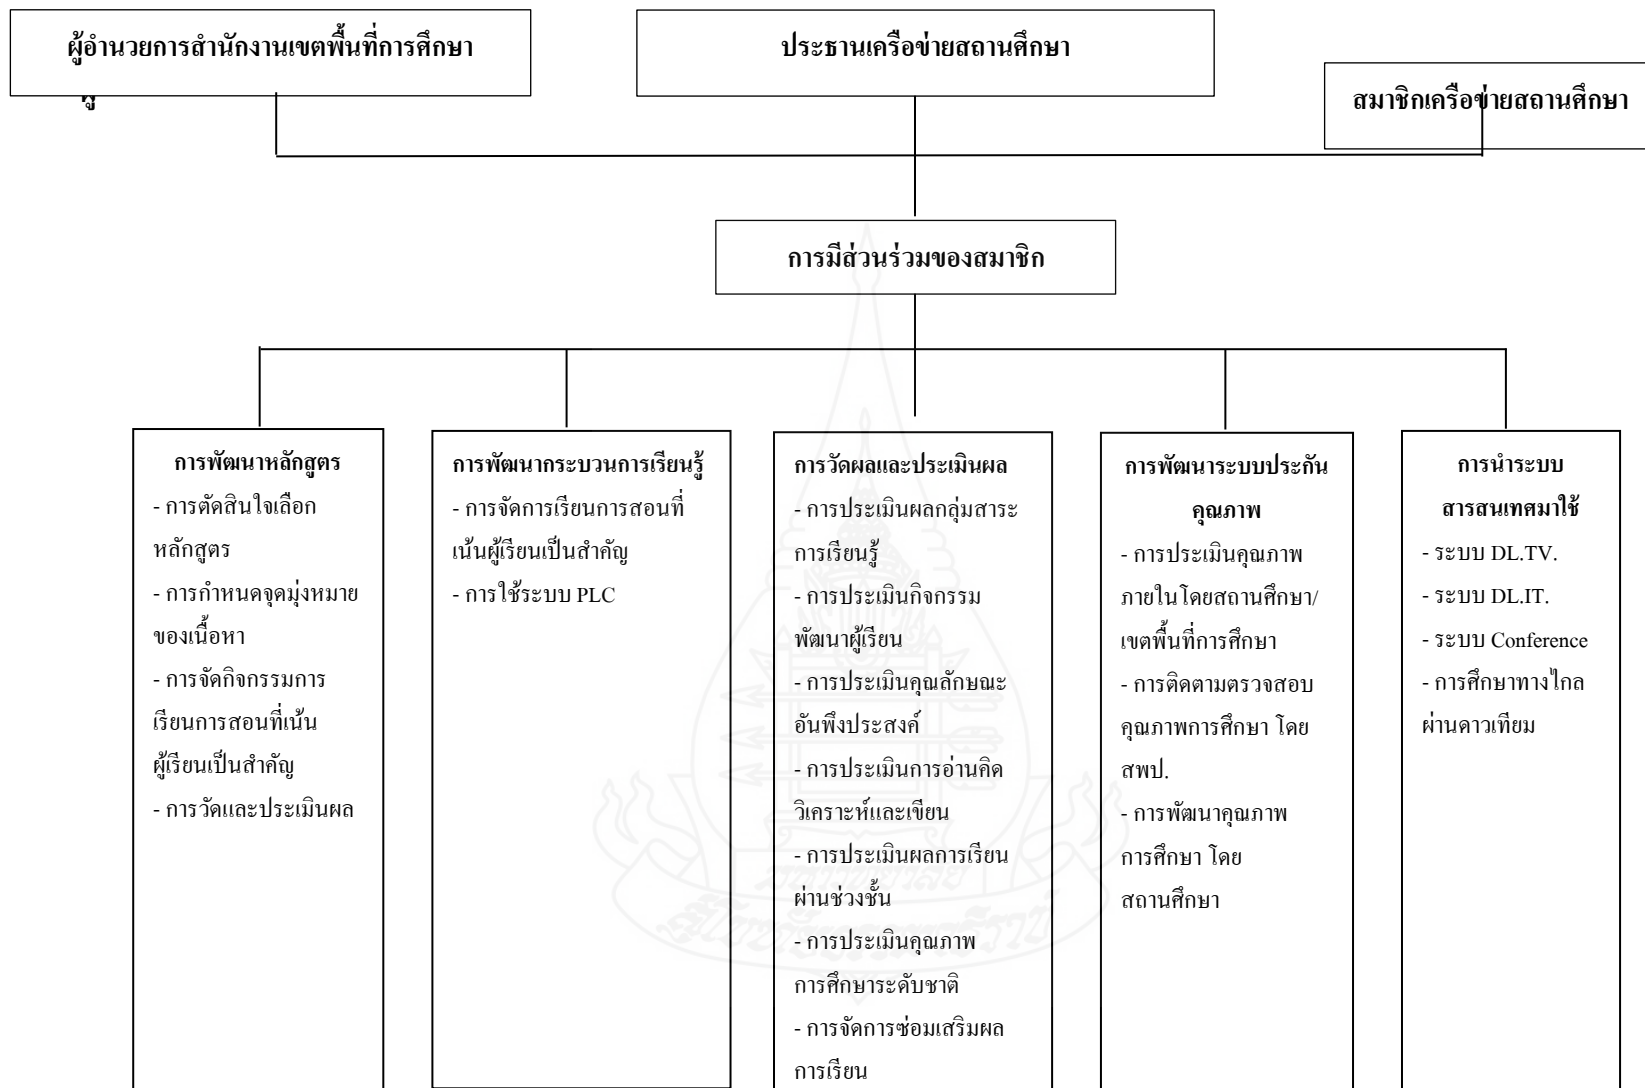 ผู้อำนวยการสำนักงานเขตพื้นที่การศึกษา
ผู้
ประธานเครือข่ายสถานศึกษา
สมาชิกเครือข่ายสถานศึกษา
การมีส่วนร่วมของสมาชิก
การพัฒนาหลักสูตร
- การตัดสินใจเลือก
หลักสูตร
- การกำหนดจุดมุ่งหมาย
ของเนื้อหา
- การจัดกิจกรรมการ
เรียนการสอนที่เน้น
ผู้เรียนเป็นสำคัญ
- การวัดและประเมินผล
การพัฒนากระบวนการเรียนรู้
- การจัดการเรียนการสอนที่
เน้นผู้เรียนเป็นสำคัญ
- การใช้ระบบ PLC
การวัดผลและประเมินผล
- การประเมินผลกลุ่มสาระ
การเรียนรู้
- การประเมินกิจกรรม
พัฒนาผู้เรียน
- การประเมินคุณลักษณะ
อันพึงประสงค์
- การประเมินการอ่านคิด
วิเคราะห์และเขียน
- การประเมินผลการเรียน
ผ่านช่วงชั้น
- การประเมินคุณภาพ
การศึกษาระดับชาติ
- การจัดการซ่อมเสริมผล
การเรียน
การพัฒนาระบบประกัน
คุณภาพ
- การประเมินคุณภาพ
ภายในโดยสถานศึกษา/
เขตพื้นที่การศึกษา
- การติดตามตรวจสอบ
คุณภาพการศึกษา โดย
สพป.
- การพัฒนาคุณภาพ
การศึกษา โดย
สถานศึกษา
การนำระบบ
สารสนเทศมาใช้
- ระบบ DL.TV.
- ระบบ DL.IT.
- ระบบ Conference
- การศึกษาทางไกล
ผ่านดาวเทียม
มหาวิทยาลัย
สุโขทัยธรรมาธิราช